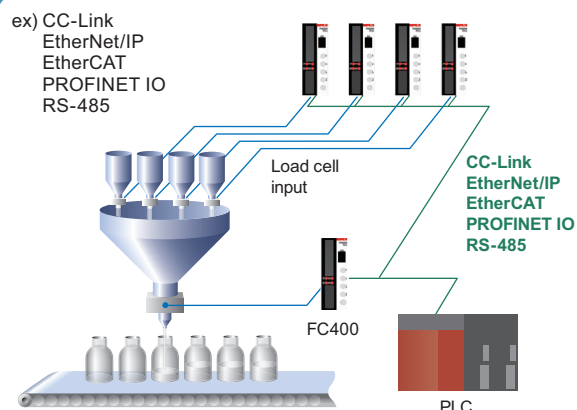 ex) CC-Link
EtherNet/IP
EtherCAT
PROFINET IO
RS-485
Load cell
input
CC-Link
EtherNet/IP
EtherCAT
PROFINET IO
RS-485
FC400
PLC